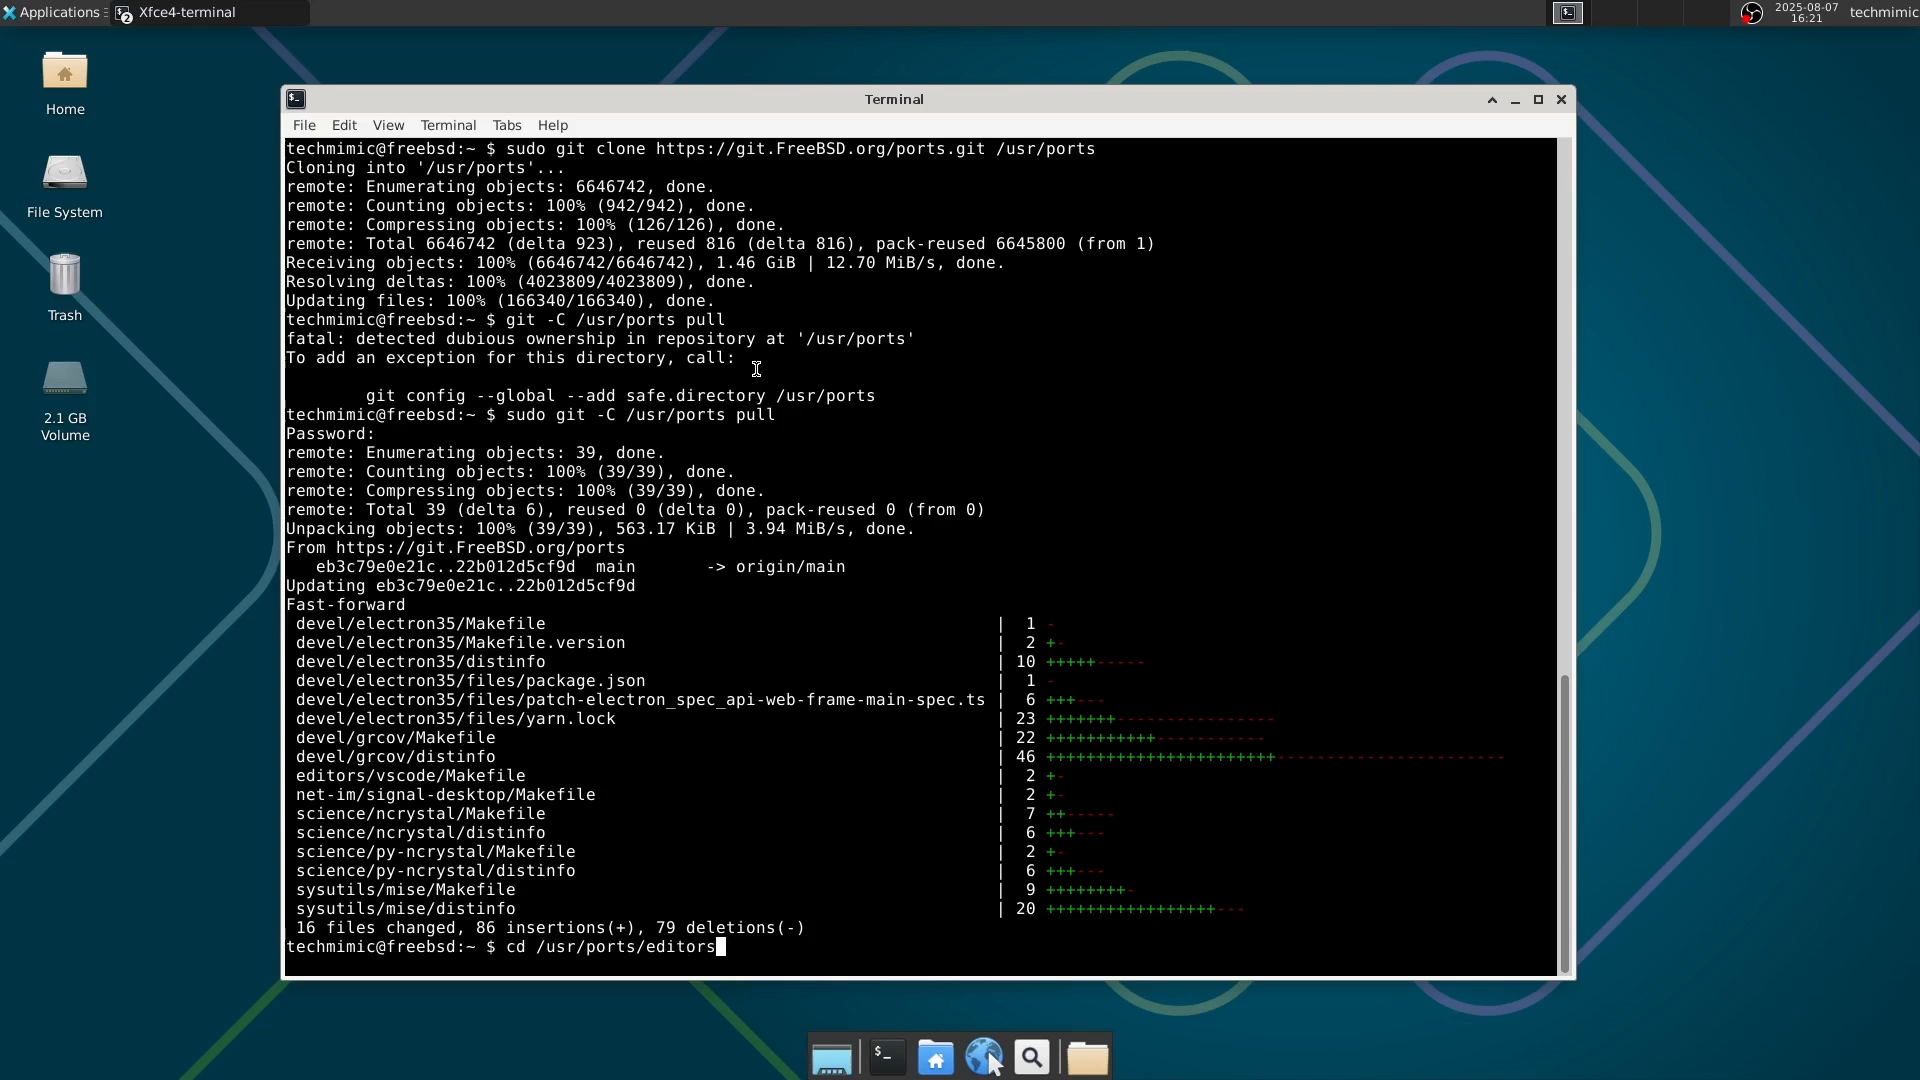 Applications
Xfce4-terminal
2
2025-08-07
16:21
techmimic
Home
File System
Trash
2.1 GB
Volume
Terminal
File Edit View Terminal Tabs Help
techmimic@freebsd:~ $ sudo git clone https://git.FreeBSD.org/ports.git /usr/ports
Cloning into '/usr/ports'...
remote: Enumerating objects: 6646742, done.
remote: Counting objects: 100% (942/942), done.
remote: Compressing objects: 100% (126/126), done.
remote: Total 6646742 (delta 923), reused 816 (delta 816), pack-reused 6645800 (from 1)
Receiving objects: 100% (6646742/6646742), 1.46 GiB | 12.70 MiB/s, done.
Resolving deltas: 100% (4023809/4023809), done.
Updating files: 100% (166340/166340), done.
techmimic@freebsd:~ $ git -C /usr/ports pull
fatal: detected dubious ownership in repository at '/usr/ports'
To add an exception for this directory, call:
git config --global --add safe.directory /usr/ports
techmimic@freebsd:~ $ sudo git -C /usr/ports pull
Password:
remote: Enumerating objects: 39, done.
remote: Counting objects: 100% (39/39), done.
remote: Compressing objects: 100% (39/39), done.
remote: Total 39 (delta 6), reused 0 (delta 0), pack-reused 0 (from 0)
Unpacking objects: 100% (39/39), 563.17 KiB | 3.94 MiB/s, done.
From https://git.FreeBSD.org/ports
eb3c79e0e21c..22b012d5cf9d  main       -> origin/main
Updating eb3c79e0e21c..22b012d5cf9d
Fast-forward
devel/electron35/Makefile | 1 -
devel/electron35/Makefile.version | 2 +-
devel/electron35/distinfo | 10 +++++-----
devel/electron35/files/package.json | 1 -
devel/electron35/files/patch-electron_spec_api-web-frame-main-spec.ts | 6 +++---
devel/electron35/files/yarn.lock | 23 +++++++----------------
devel/grcov/Makefile | 22 +++++++++++-----------
devel/grcov/distinfo | 46 +++++++++++++++++++++++-----------------------
editors/vscode/Makefile | 2 +-
net-im/signal-desktop/Makefile | 2 +-
science/ncrystal/Makefile | 7 ++-----
science/ncrystal/distinfo | 6 +++---
science/py-ncrystal/Makefile | 2 +-
science/py-ncrystal/distinfo | 6 +++---
sysutils/mise/Makefile | 9 ++++++++-
sysutils/mise/distinfo | 20 +++++++++++++++++---
16 files changed, 86 insertions(+), 79 deletions(-)
techmimic@freebsd:~ $ cd /usr/ports/editors